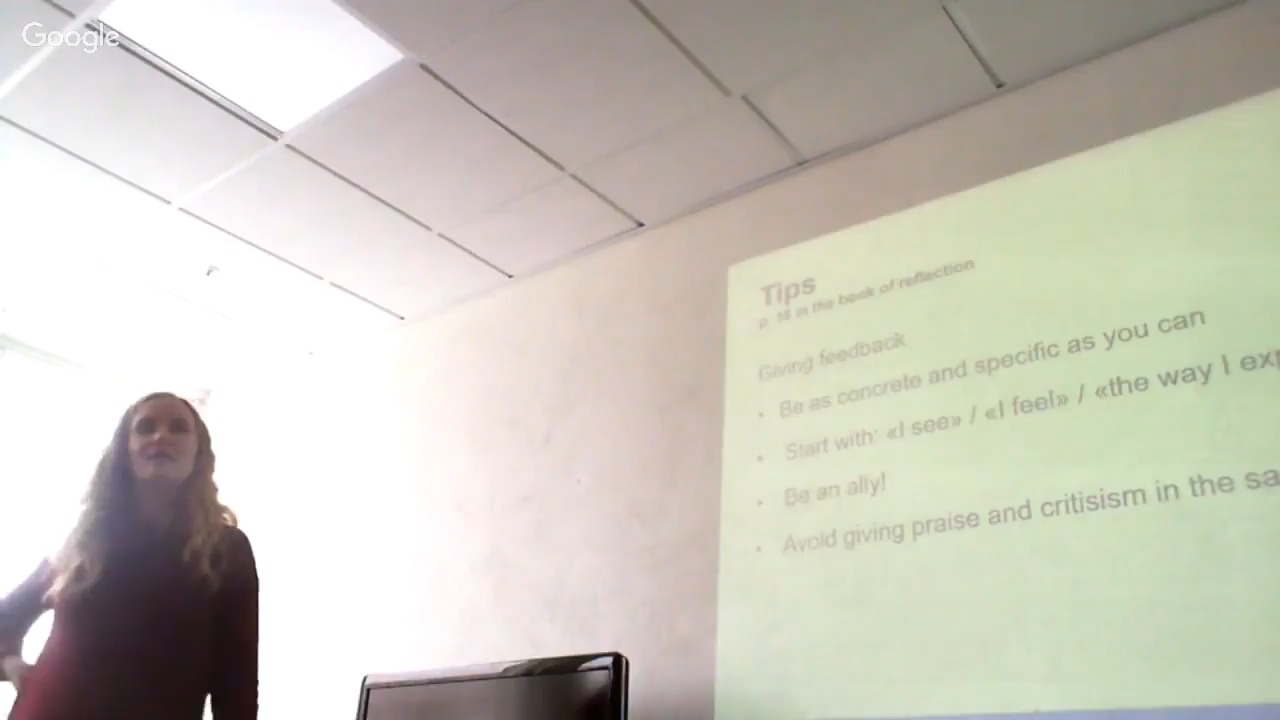 Google
Tips
p. 16 in the book of reflection
Giving feedback
• Be as concrete and specific as you can
• Start with: «I see» / «I feel» / «the way I exp
• Be an ally!
• Avoid giving praise and critisism in the sa